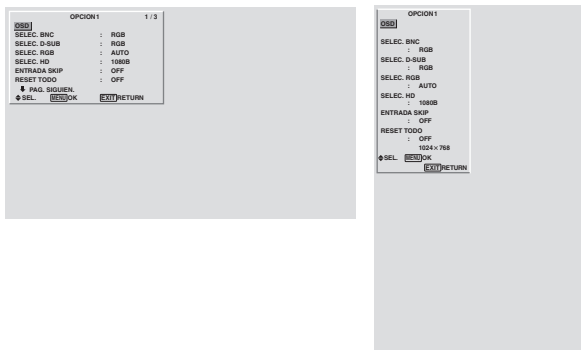 OPCION1 1 / 3
OSD
SELEC. BNC : RGB
SELEC. D-SUB : RGB
SELEC. RGB : AUTO
SELEC. HD : 1080B
ENTRADA SKIP : OFF
RESET TODO : OFF
PAG. SIGUIEN.
SEL. MENU OK EXIT RETURN
OPCION1
OSD
SELEC. BNC
: RGB
SELEC. D-SUB
: RGB
SELEC. RGB
: AUTO
SELEC. HD
: 1080B
ENTRADA SKIP
: OFF
RESET TODO
: OFF
1024×768
SEL. MENU OK
EXIT RETURN